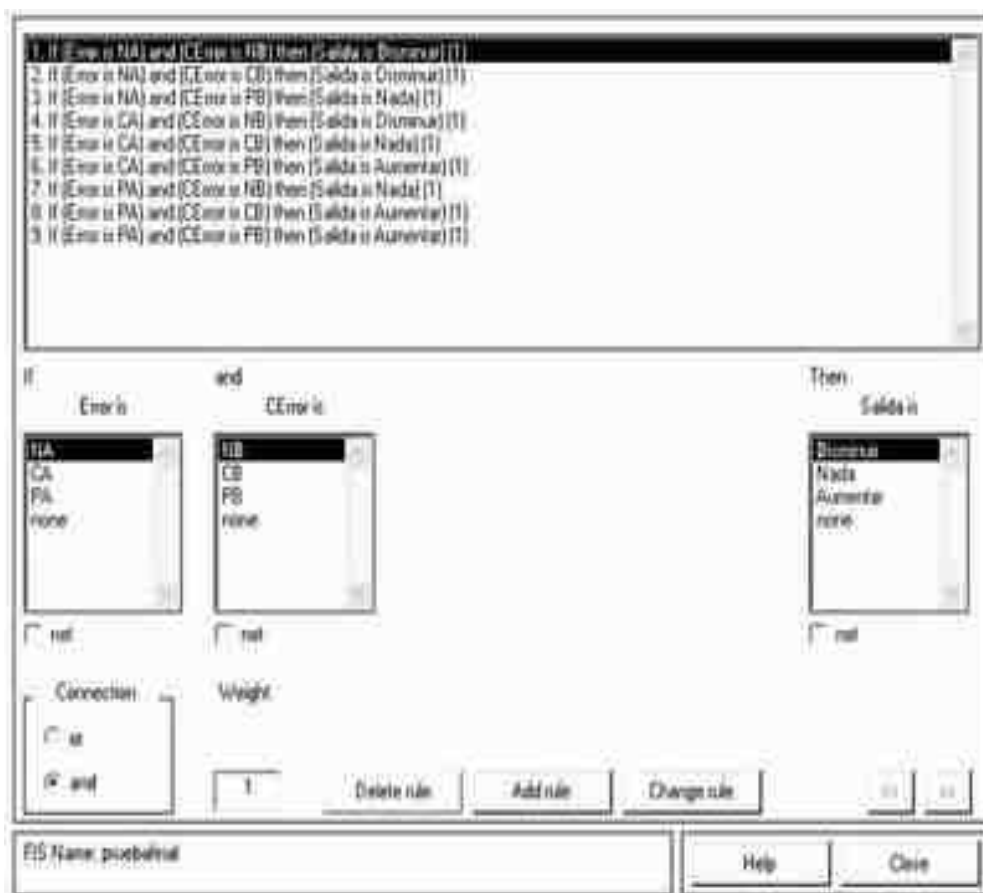 1. If (Error is NA) and (CError is NB) then (Salida is Disminuir) (1)
2. If (Error is NA) and (CError is CB) then (Salida is Disminuir) (1)
3. If (Error is NA) and (CError is PB) then (Salida is Nada) (1)
4. If (Error is CA) and (CError is NB) then (Salida is Disminuir) (1)
5. If (Error is CA) and (CError is CB) then (Salida is Nada) (1)
6. If (Error is CA) and (CError is PB) then (Salida is Aumentar) (1)
7. If (Error is PA) and (CError is NB) then (Salida is Nada) (1)
8. If (Error is PA) and (CError is CB) then (Salida is Aumentar) (1)
9. If (Error is PA) and (CError is PB) then (Salida is Aumentar) (1)
If and Then
Error is CError is Salida is
NA NB Disminuir
CA CB Nada
PA PB Aumentar
none none none
not not not
Connection Weight
or
and 1 Delete rule Add rule Change rule << >>
FIS Name: Help Close